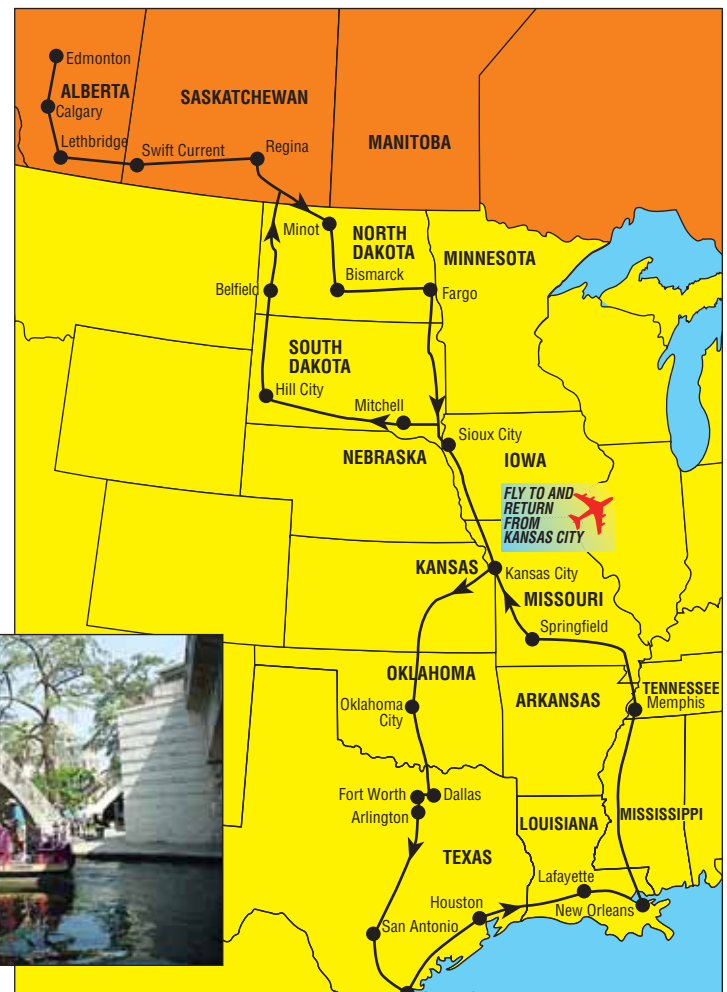 Edmonton
ALBERTA
SASKATCHEWAN
Calgary
MANITOBA
Lethbridge
Swift Current
Regina
Minot
NORTH
DAKOTA
MINNESOTA
Belfield
Bismarck
Fargo
SOUTH
DAKOTA
Hill City
Mitchell
Sioux City
NEBRASKA
IOWA
FLY TO AND
RETURN
FROM
KANSAS CITY
KANSAS
Kansas City
MISSOURI
Springfield
OKLAHOMA
ARKANSAS
TENNESSEE
Memphis
Oklahoma
City
Fort Worth
Dallas
Arlington
LOUISIANA
MISSISSIPPI
TEXAS
Lafayette
Houston
New Orleans
San Antonio